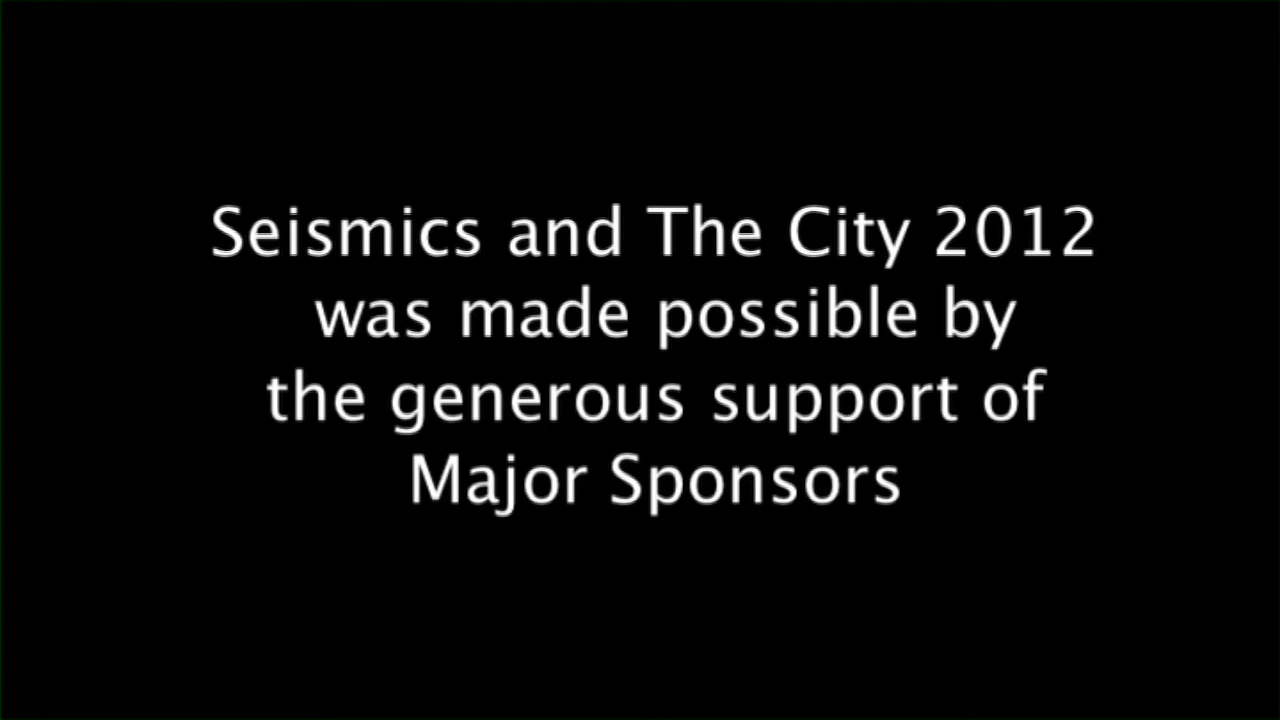 Seismics and The City 2012
was made possible by
the generous support of
Major Sponsors